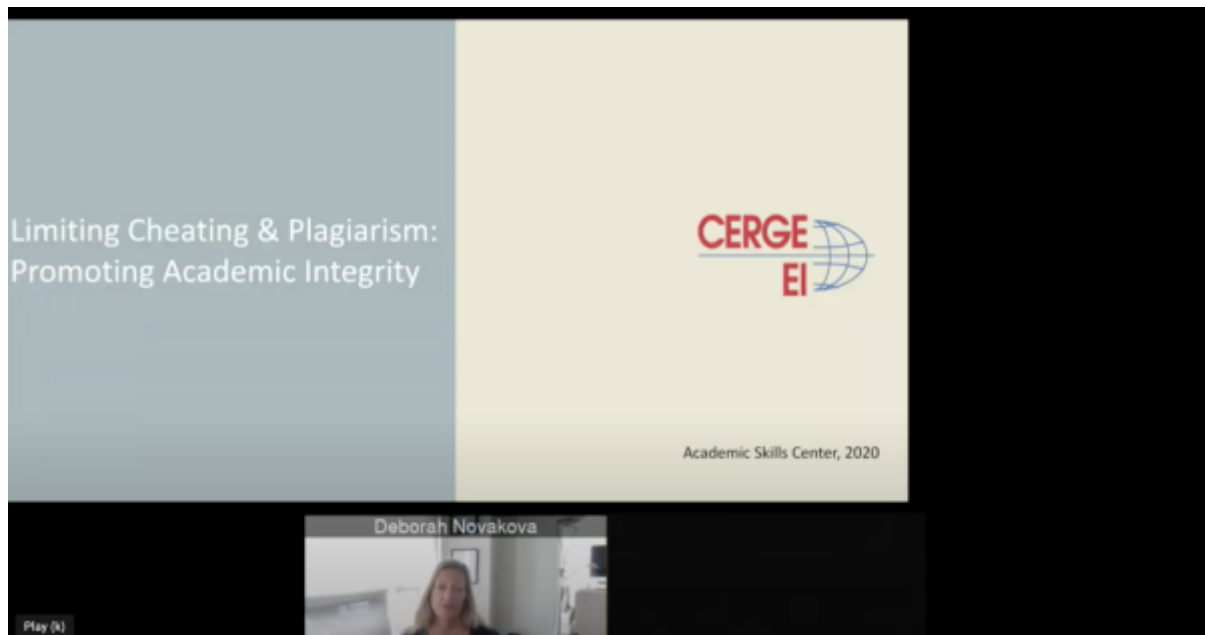 Limiting Cheating & Plagiarism:
Promoting Academic Integrity
CERGE
EI
Academic Skills Center, 2020
Deborah Novakova
Play (k)